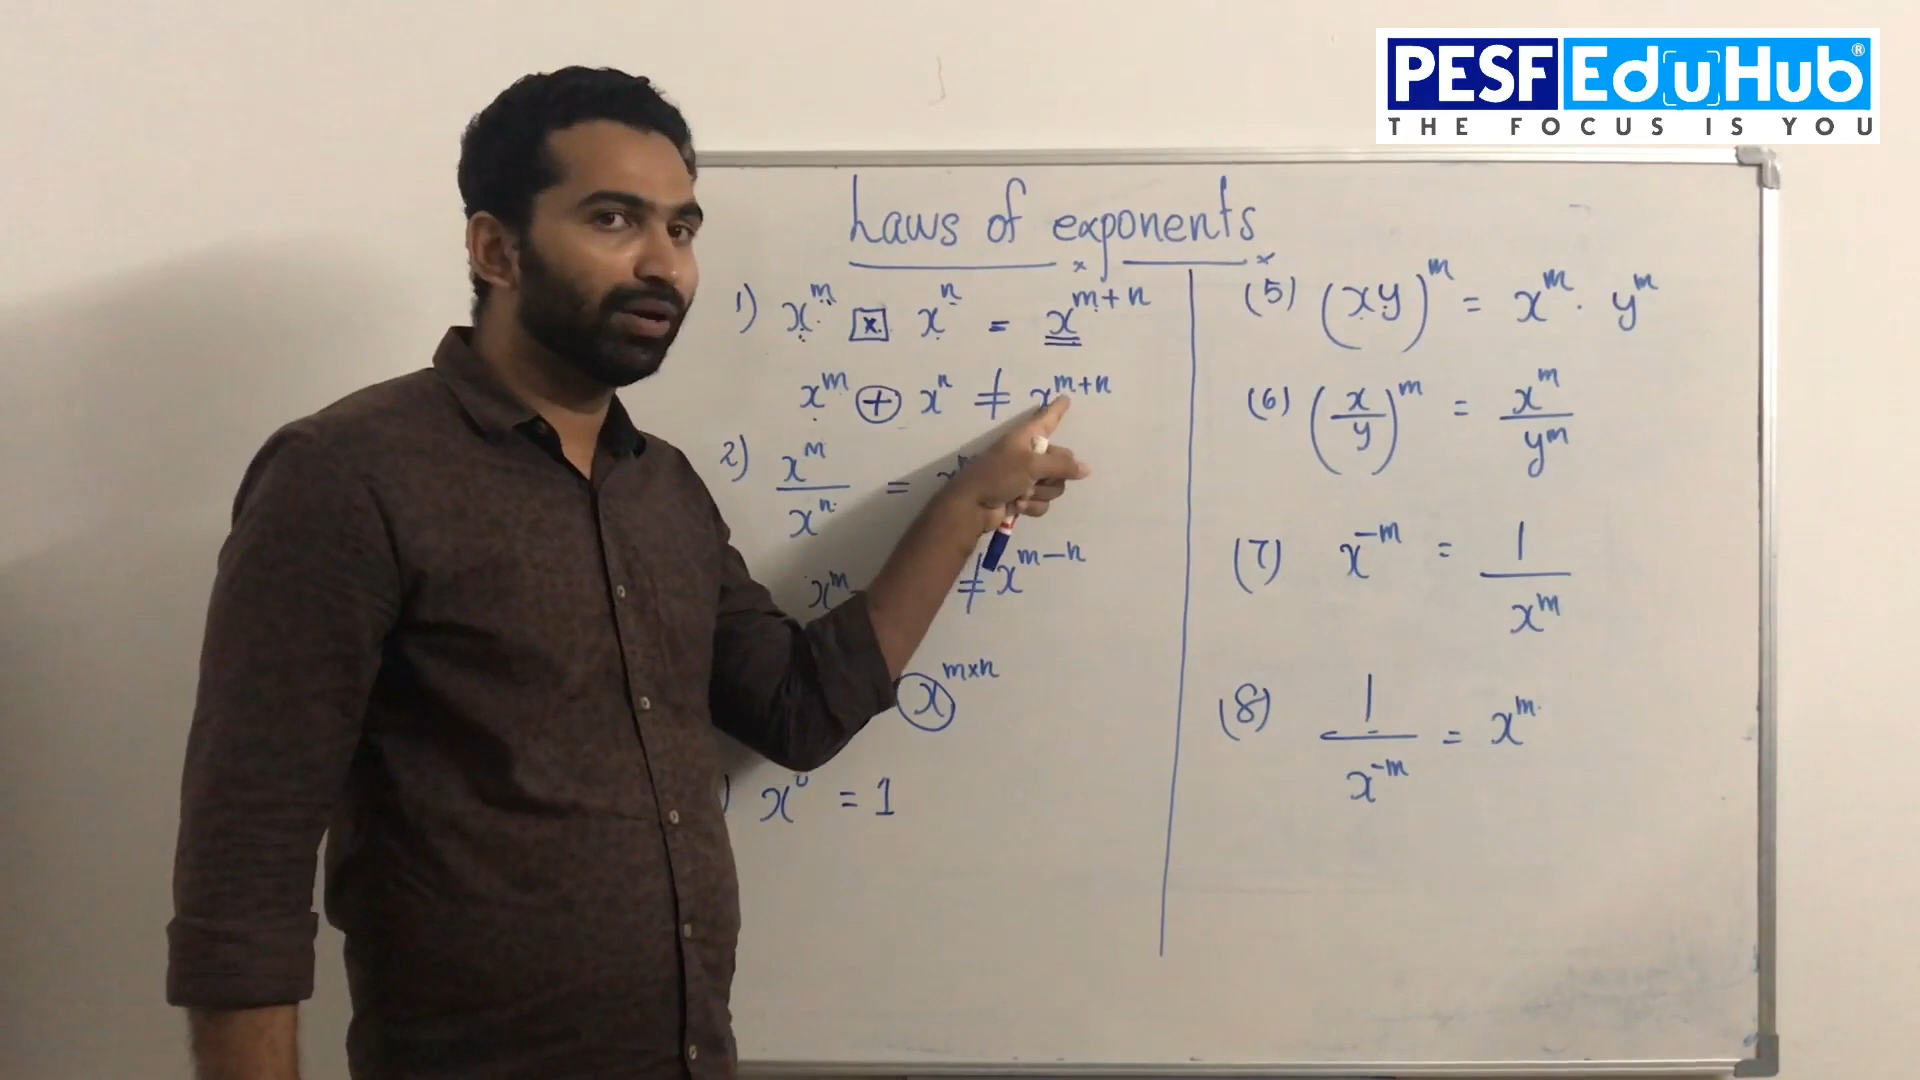 PESF EduHub®
THE FOCUS IS YOU
Laws of exponents
1) x^m [x] x^n = x^(m+n)
x^m ⊕ x^n ≠ x^(m+n)
2) x^m / x^n =
x^m ≠ x^(m-n)
x^(m×n)
) x^0 = 1
(5) (xy)^m = x^m . y^m
(6) (x/y)^m = x^m / y^m
(7) x^-m = 1 / x^m
(8) 1 / x^-m = x^m